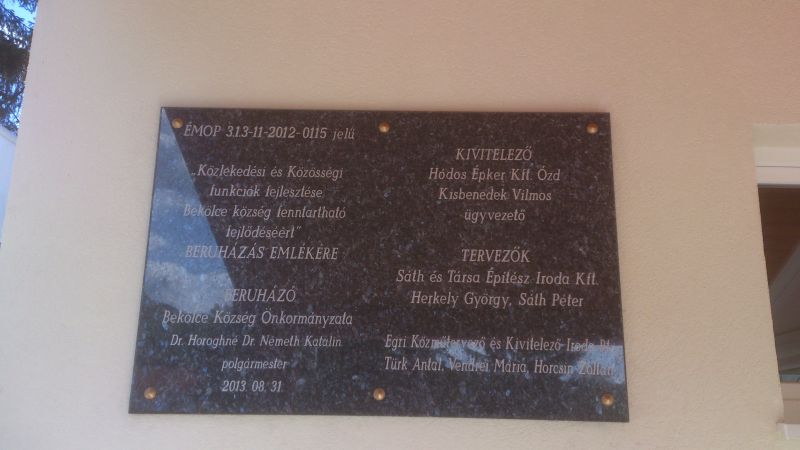 ÉMOP 3.1.3-11-2012-0115 jelű
„Közlekedési és Közösségi
funkciók fejlesztése
Bekölce község fenntartható
fejlődéséért"
BERUHÁZÁS EMLÉKÉRE
BERUHÁZÓ
Bekölce Község Önkormányzata
Dr. Horoghné Dr. Németh Katalin
polgármester
2013. 08. 31
KIVITELEZŐ
Hódos Épker Kft. Ózd
Kisbenedek Vilmos
ügyvezető
TERVEZŐK
Sáth és Társa Építész Iroda Kft.
Herkely György, Sáth Péter
Egri Közműtervező és Kivitelező Iroda Bt.
Türk Antal, Vendrei Mária, Horcsin Zoltán